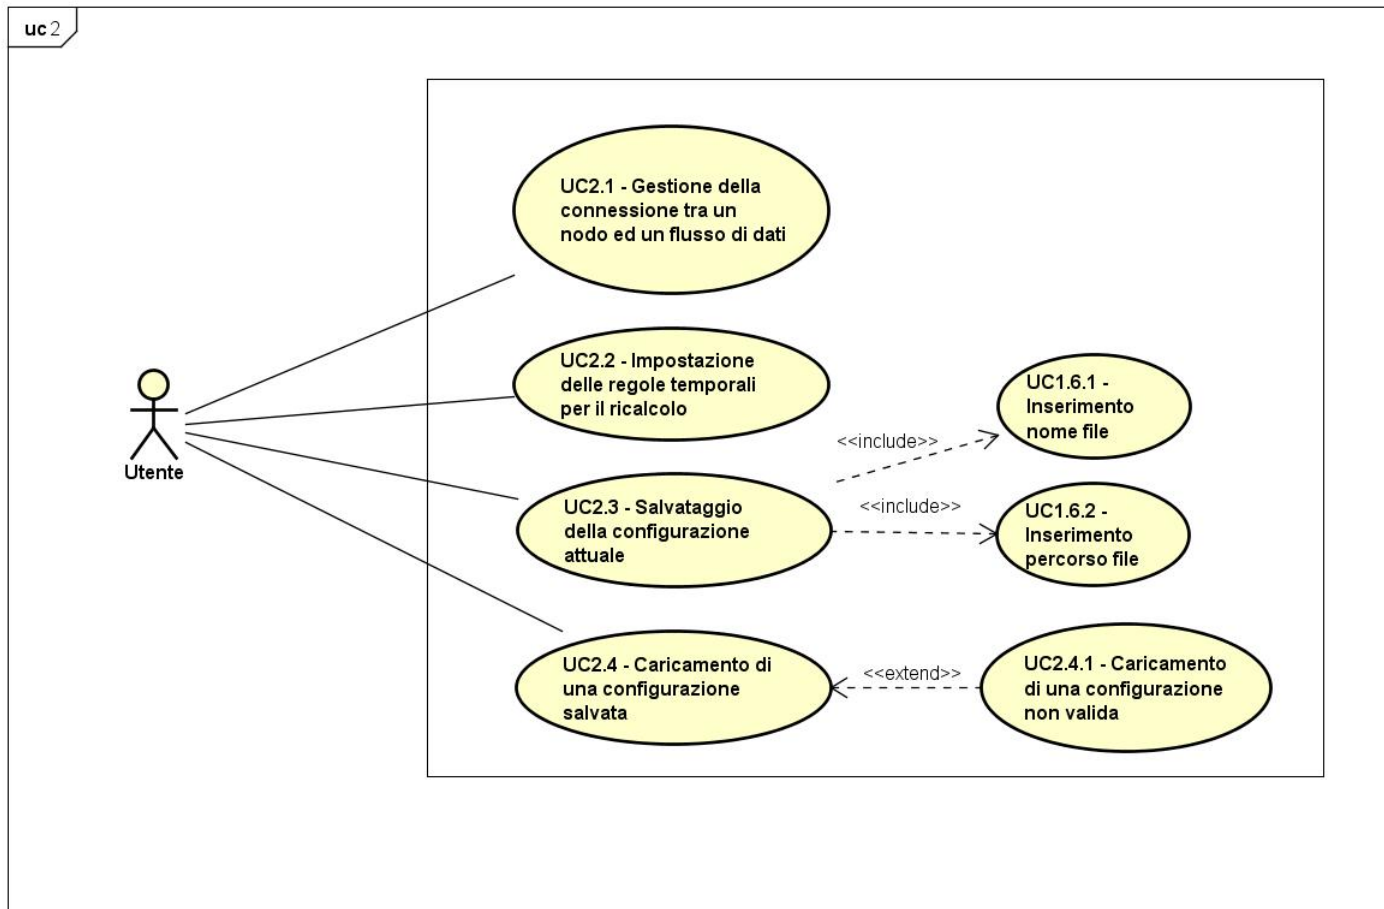 uc 2
UC2.1 - Gestione della
connessione tra un
nodo ed un flusso di dati
UC2.2 - Impostazione
delle regole temporali
per il ricalcolo
UC1.6.1 -
Inserimento
nome file
<<include>>
Utente
UC2.3 - Salvataggio
della configurazione
attuale
<<include>>
UC1.6.2 -
Inserimento
percorso file
UC2.4 - Caricamento di
una configurazione
salvata
<<extend>>
UC2.4.1 - Caricamento
di una configurazione
non valida